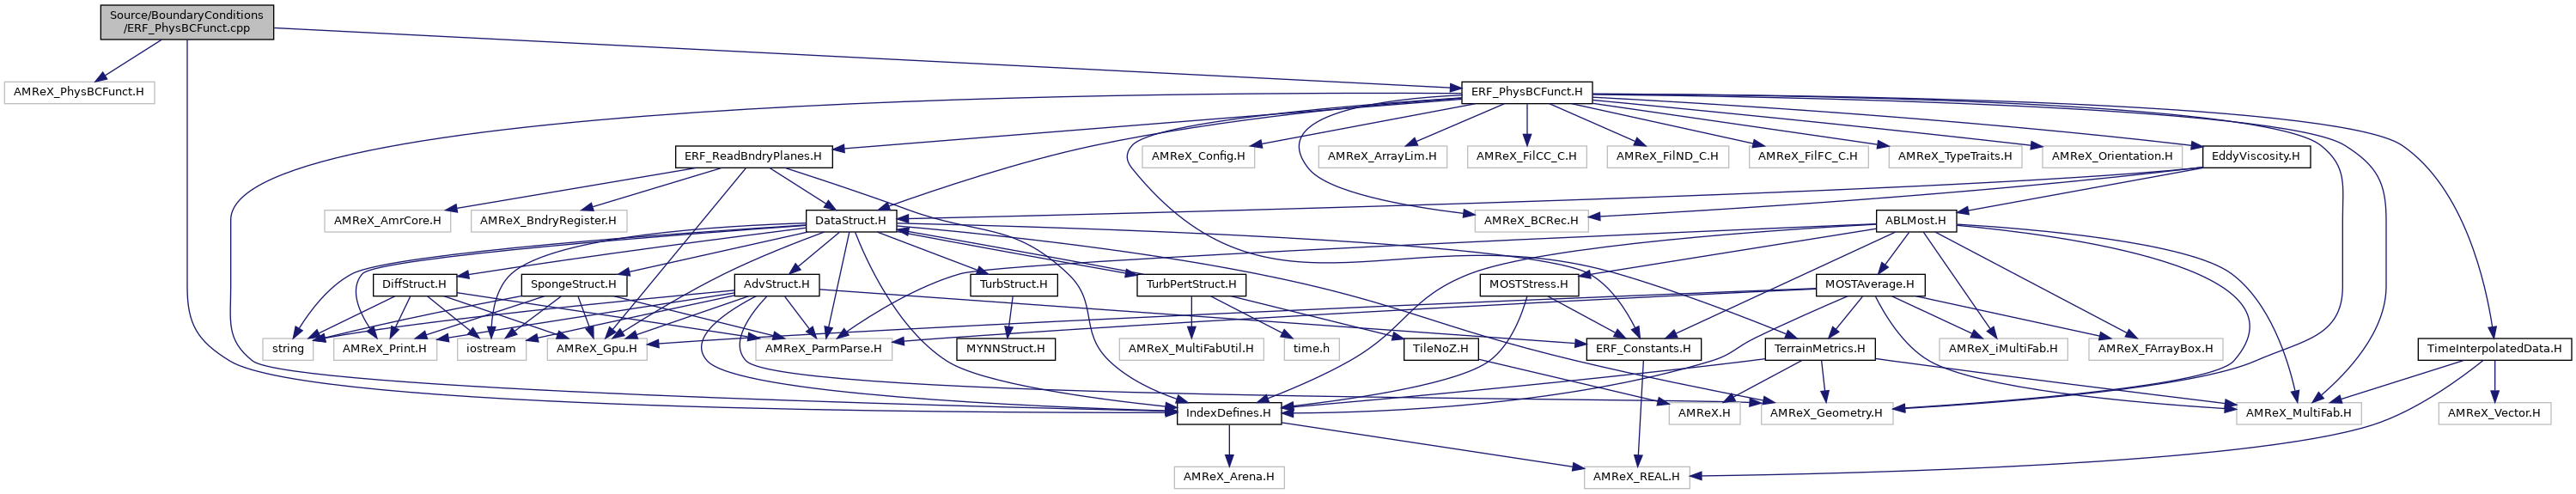 Source/BoundaryConditions
/ERF_PhysBCFunct.cpp
AMReX_PhysBCFunct.H
ERF_PhysBCFunct.H
ERF_ReadBndryPlanes.H
AMReX_Config.H
AMReX_ArrayLim.H
AMReX_FilCC_C.H
AMReX_FilND_C.H
AMReX_FilFC_C.H
AMReX_TypeTraits.H
AMReX_Orientation.H
EddyViscosity.H
AMReX_AmrCore.H
AMReX_BndryRegister.H
DataStruct.H
AMReX_BCRec.H
ABLMost.H
DiffStruct.H
SpongeStruct.H
AdvStruct.H
TurbStruct.H
TurbPertStruct.H
MOSTStress.H
MOSTAverage.H
string
AMReX_Print.H
iostream
AMReX_Gpu.H
AMReX_ParmParse.H
MYNNStruct.H
AMReX_MultiFabUtil.H
time.h
TileNoZ.H
ERF_Constants.H
TerrainMetrics.H
AMReX_iMultiFab.H
AMReX_FArrayBox.H
TimeInterpolatedData.H
IndexDefines.H
AMReX.H
AMReX_Geometry.H
AMReX_MultiFab.H
AMReX_Vector.H
AMReX_Arena.H
AMReX_REAL.H